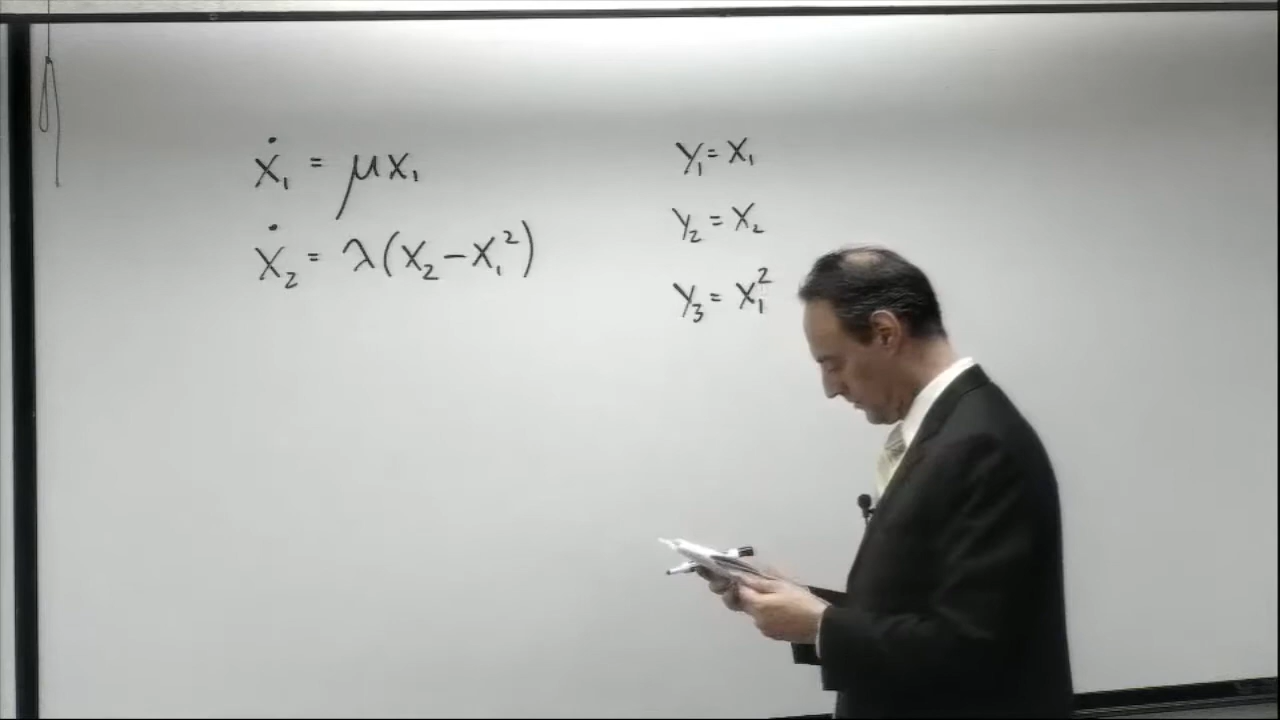 ẋ₁ = μx₁
ẋ₂ = λ(x₂ − x₁²)
y₁ = x₁
y₂ = x₂
y₃ = x₁²